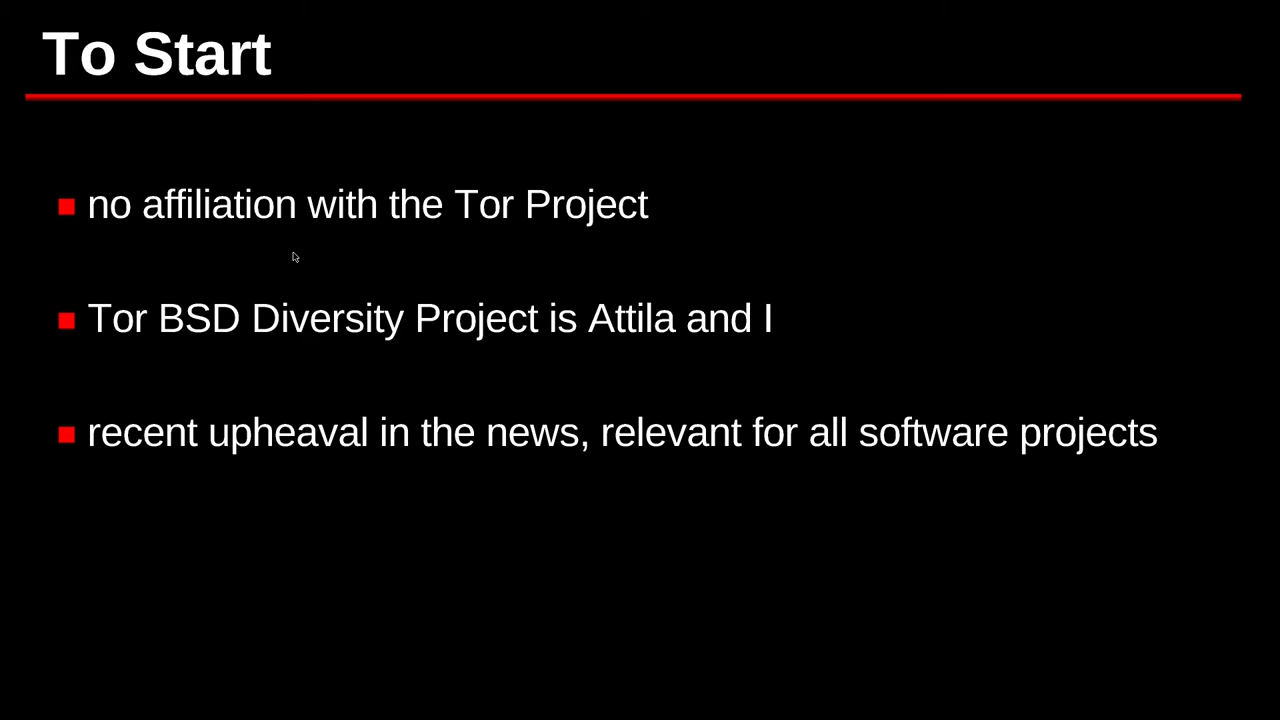 To Start
no affiliation with the Tor Project
Tor BSD Diversity Project is Attila and I
recent upheaval in the news, relevant for all software projects